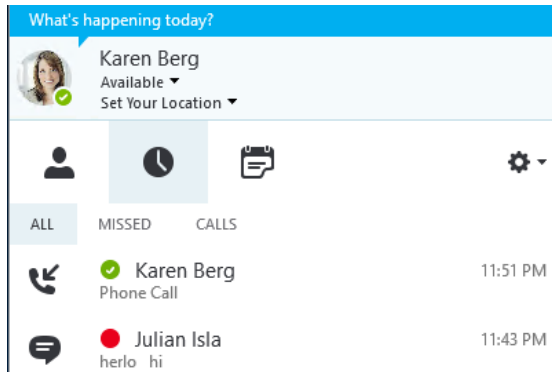 What's happening today?
Karen Berg
Available
Set Your Location
ALL MISSED CALLS
Karen Berg 11:51 PM
Phone Call
Julian Isla 11:43 PM
herlo hi